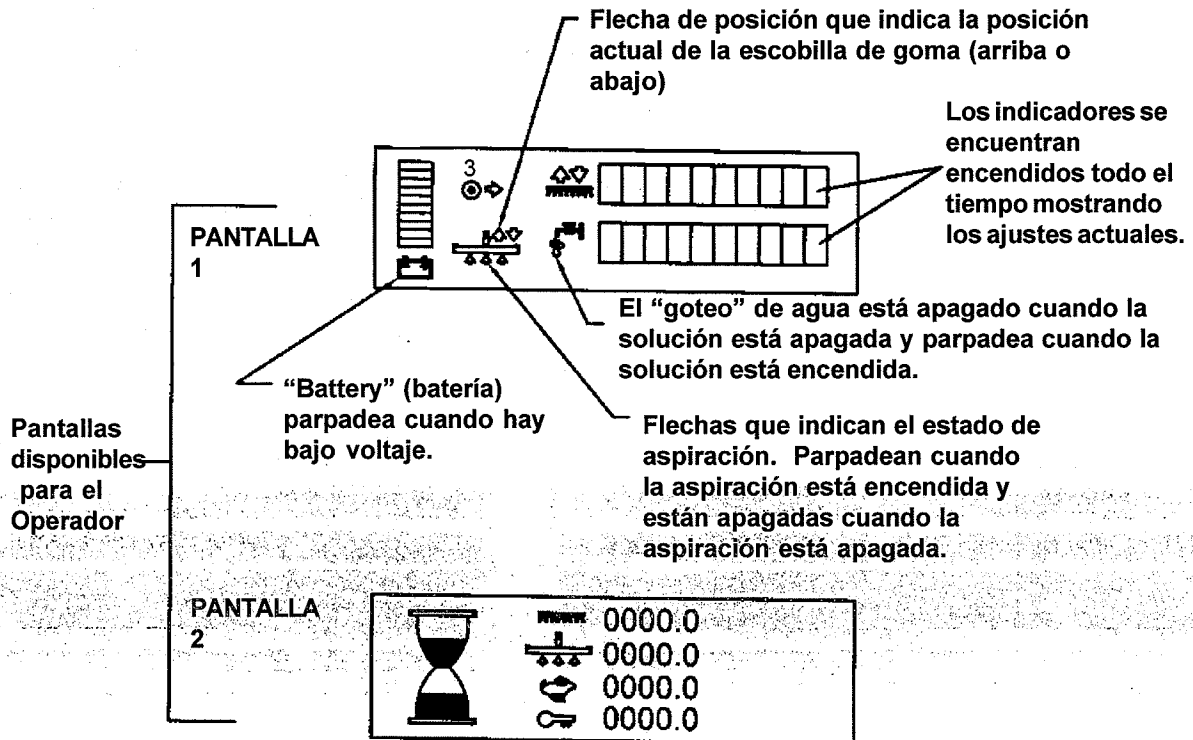 Flecha de posición que indica la posición
actual de la escobilla de goma (arriba o
abajo)
Los indicadores se
encuentran
encendidos todo el
tiempo mostrando
los ajustes actuales.
3
PANTALLA
1
El “goteo” de agua está apagado cuando la
solución está apagada y parpadea cuando la
solución está encendida.
“Battery” (batería)
parpadea cuando hay
bajo voltaje.
Flechas que indican el estado de
aspiración. Parpadean cuando
la aspiración está encendida y
están apagadas cuando la
aspiración está apagada.
Pantallas
disponibles
para el
Operador
PANTALLA
2
0000.0
0000.0
0000.0
0000.0